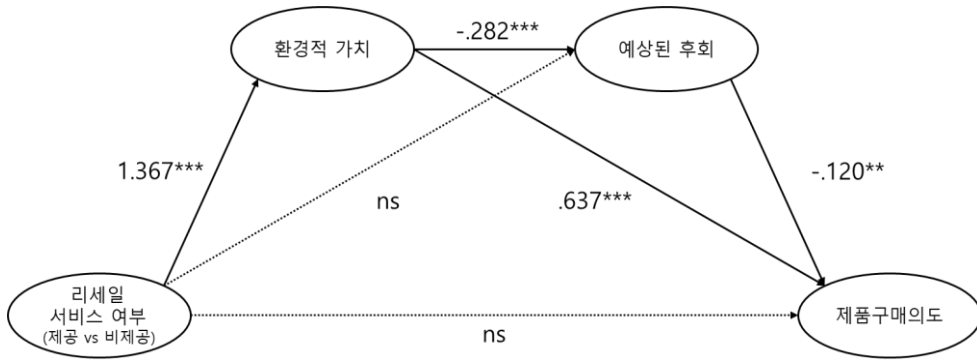 환경적 가치
-.282***
예상된 후회
1.367***
ns
.637***
-.120**
리세일
서비스 여부
(제공 vs 비제공)
ns
제품구매의도